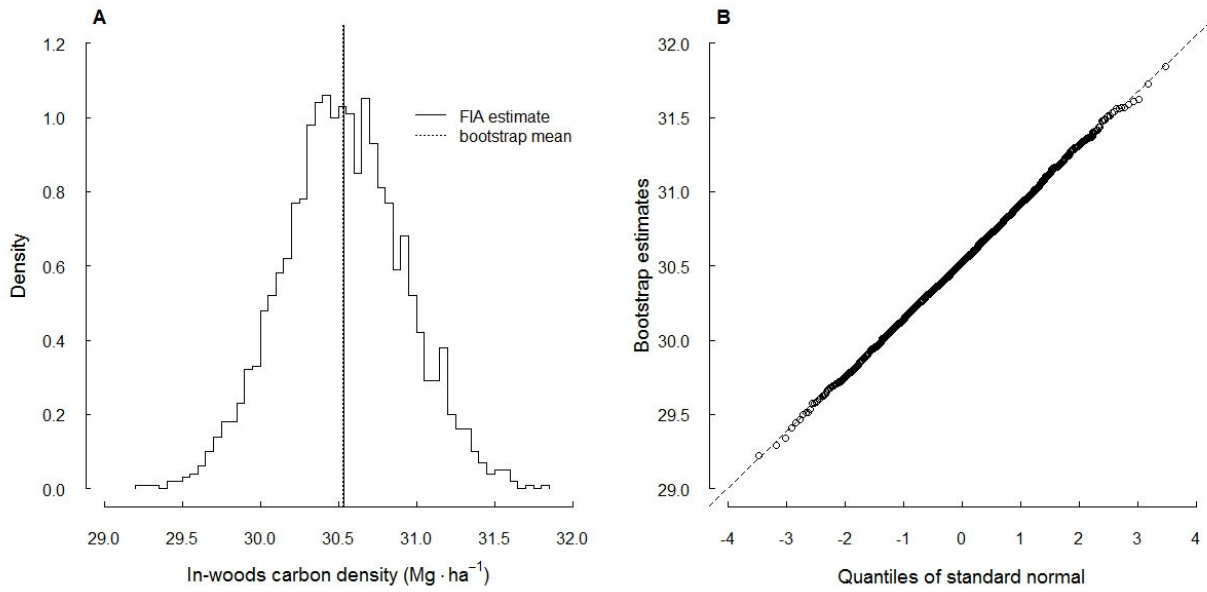 A
1.2
1.0
0.8
0.6
0.4
0.2
0.0
Density
FIA estimate
bootstrap mean
29.0 29.5 30.0 30.5 31.0 31.5 32.0
In-woods carbon density (Mg · ha⁻¹)
B
32.0
31.5
31.0
30.5
30.0
29.5
29.0
Bootstrap estimates
-4 -3 -2 -1 0 1 2 3 4
Quantiles of standard normal